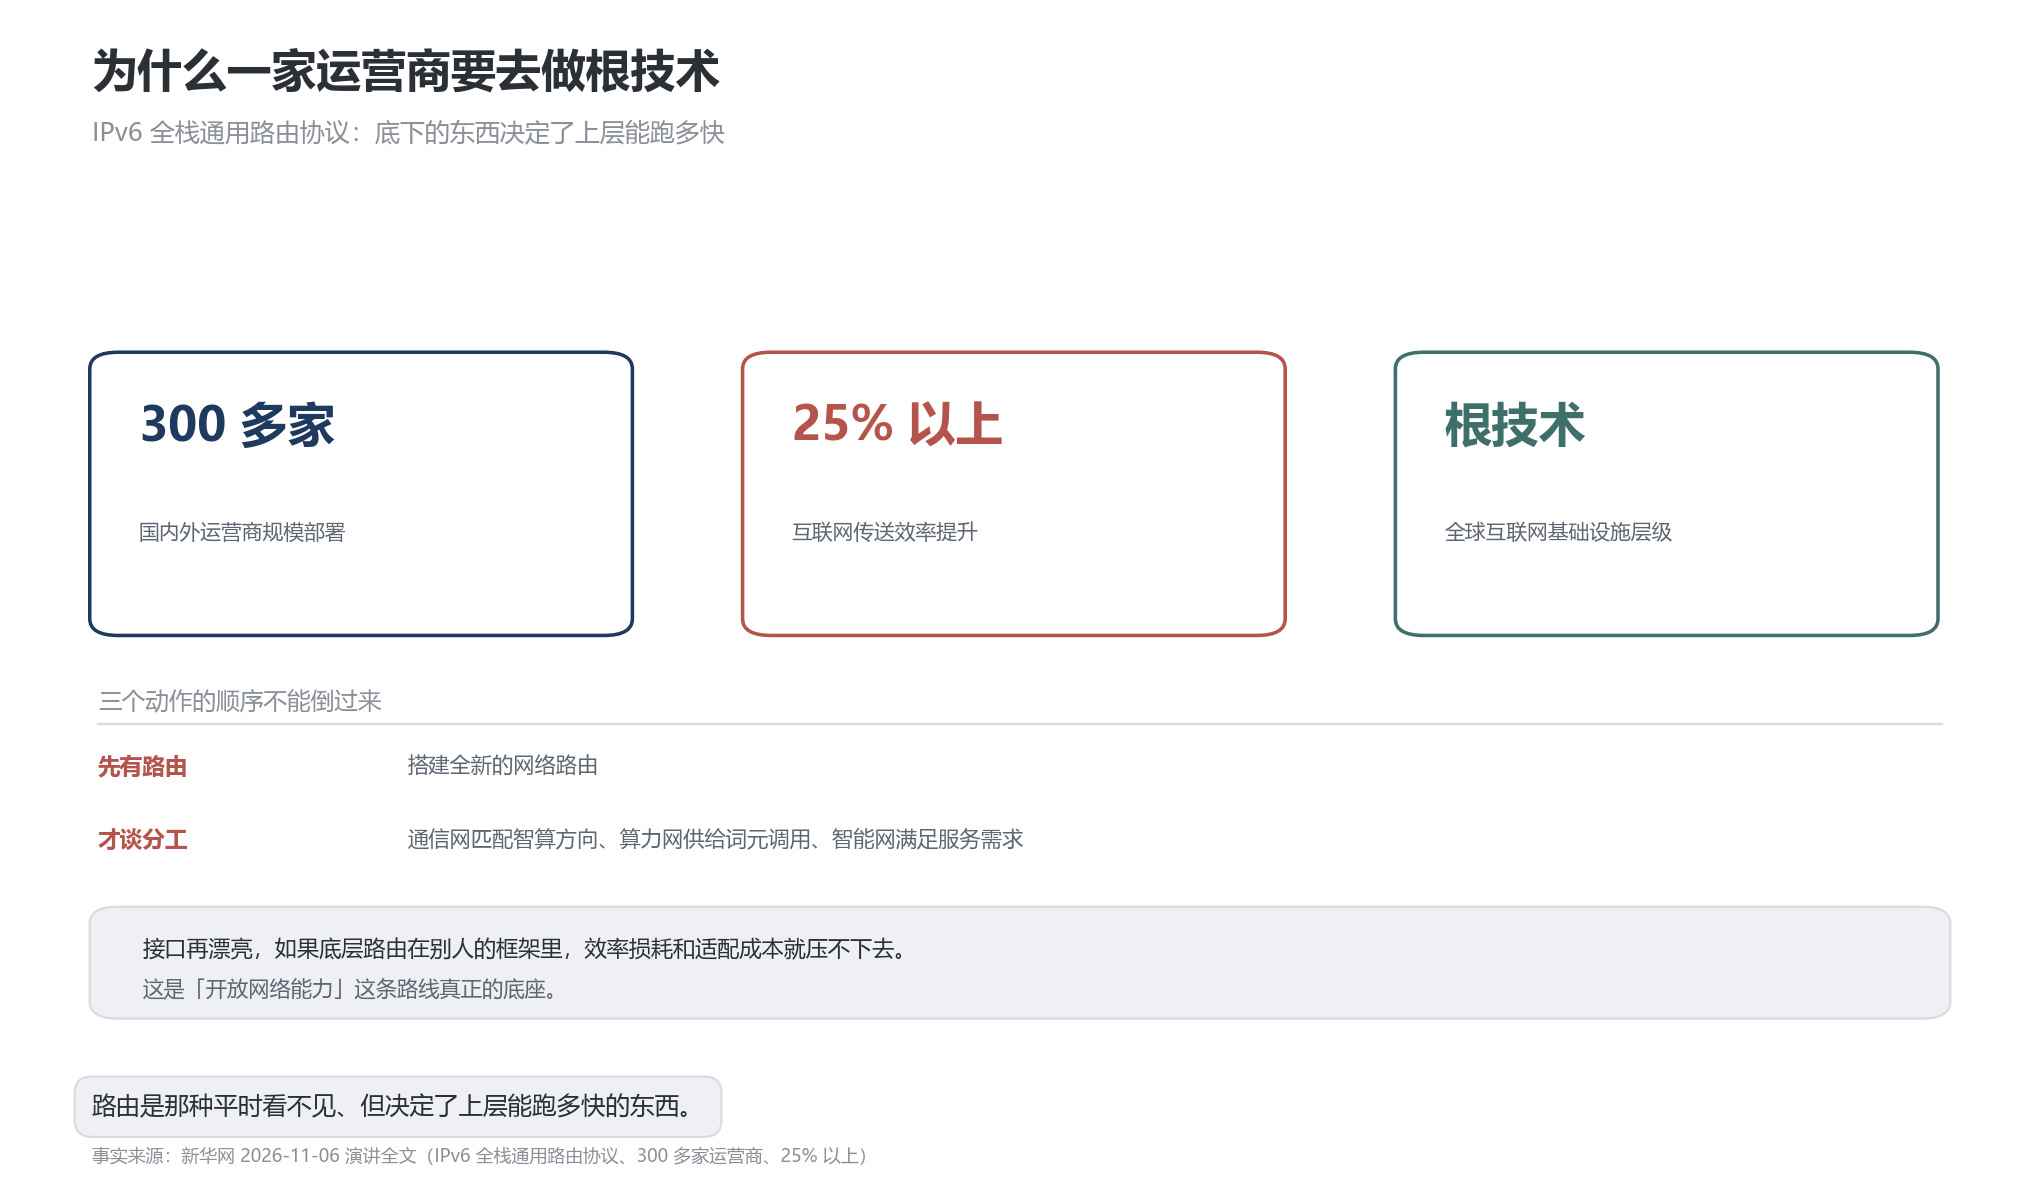 为什么一家运营商要去做根技术
IPv6 全栈通用路由协议：底下的东西决定了上层能跑多快
300 多家
国内外运营商规模部署
25% 以上
互联网传送效率提升
根技术
全球互联网基础设施层级
三个动作的顺序不能倒过来
先有路由
搭建全新的网络路由
才谈分工
通信网匹配智算方向、算力网供给词元调用、智能网满足服务需求
接口再漂亮，如果底层路由在别人的框架里，效率损耗和适配成本就压不下去。
这是「开放网络能力」这条路线真正的底座。
路由是那种平时看不见、但决定了上层能跑多快的东西。
事实来源：新华网 2026-11-06 演讲全文（IPv6 全栈通用路由协议、300 多家运营商、25% 以上）